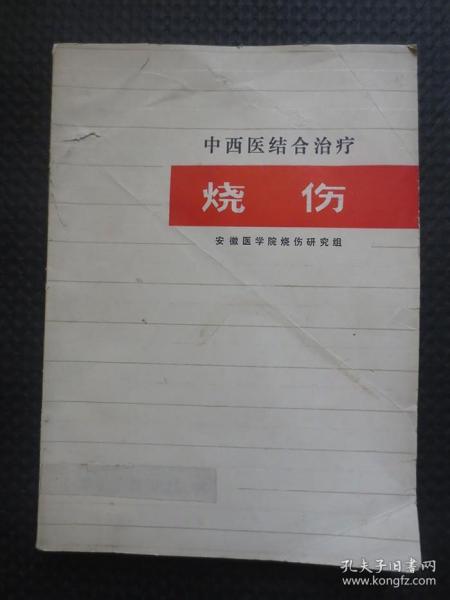 中西医结合治疗
烧 伤
安徽医学院烧伤研究组
孔夫子旧书网
www.kongfz.com